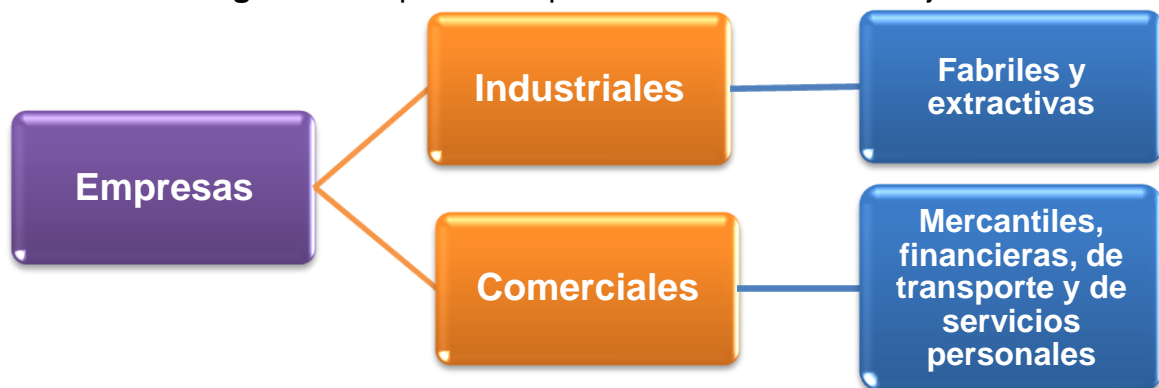 Empresas
Industriales
Fabriles y
extractivas
Comerciales
Mercantiles,
financieras, de
transporte y de
servicios
personales